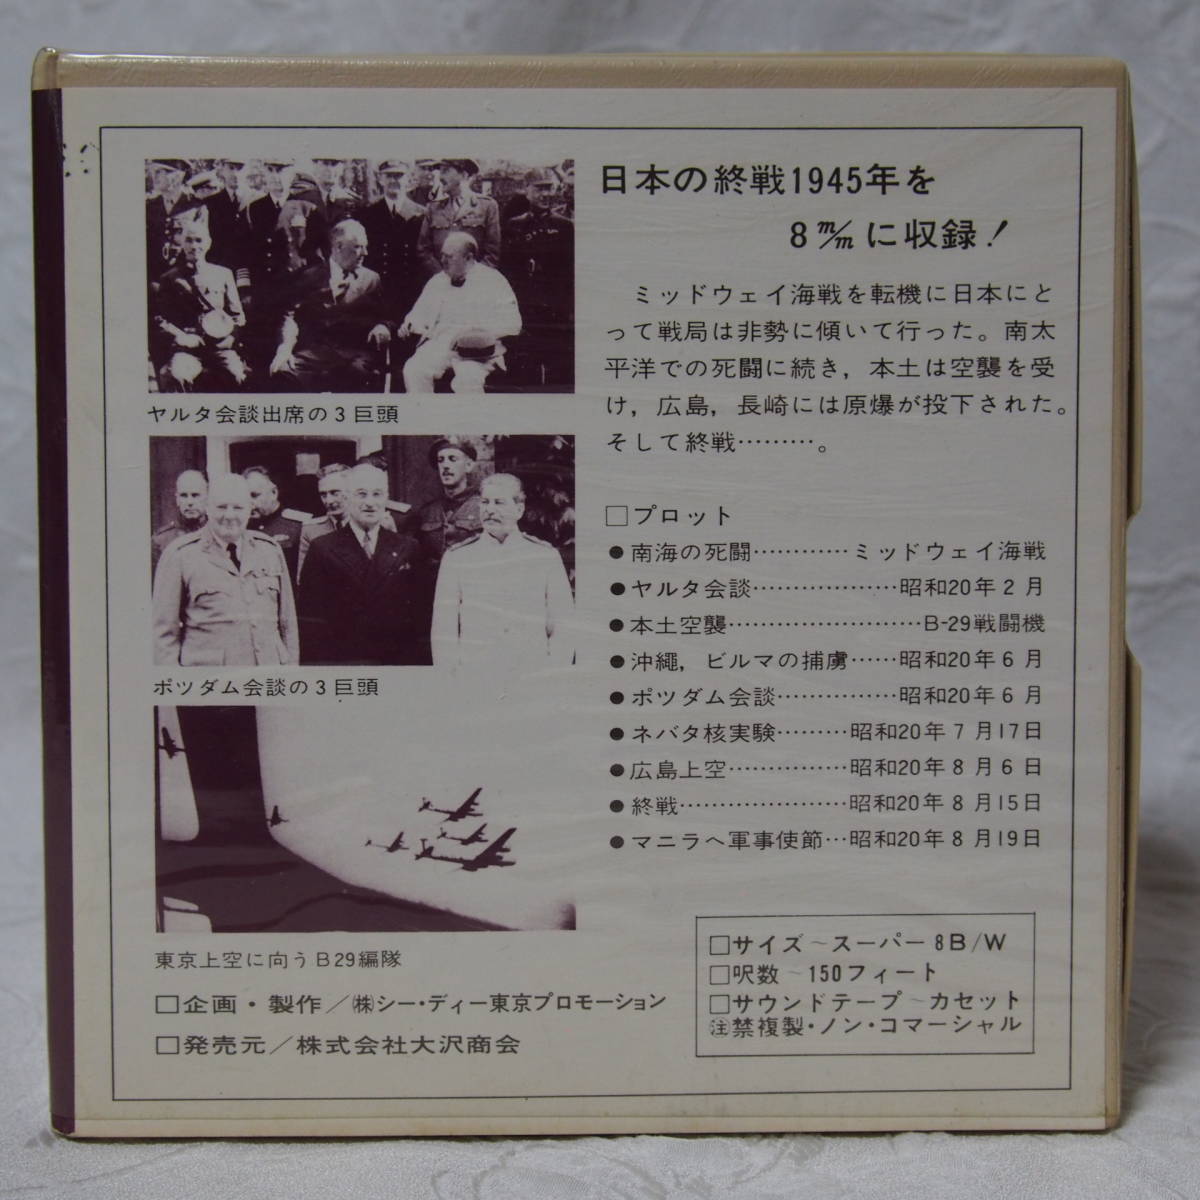 日本の終戦1945年を
8m/mに収録!
ミッドウェイ海戦を転機に日本にと
って戦局は非勢に傾いて行った。南太
平洋での死闘に続き，本土は空襲を受
け，広島，長崎には原爆が投下された。
そして終戦………。
□プロット
●南海の死闘…………ミッドウェイ海戦
●ヤルタ会談………………昭和20年2月
●本土空襲……………………B-29戦闘機
●沖縄，ビルマの捕虜……昭和20年6月
●ポツダム会談……………昭和20年6月
●ネバタ核実験………昭和20年7月17日
●広島上空……………昭和20年8月6日
●終戦…………………昭和20年8月15日
●マニラへ軍事使節…昭和20年8月19日
□サイズ～スーパー8B/W
□呎数～150フィート
□サウンドテープ～カセット
㊟禁複製・ノン・コマーシャル
ヤルタ会談出席の3巨頭
ポツダム会談の3巨頭
東京上空に向うB29編隊
□企画・製作／㈱シー・ディー東京プロモーション
□発売元／株式会社大沢商会